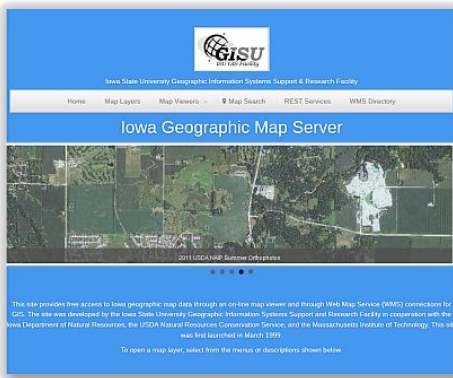 GISU
ISU GIS Facility
Iowa State University Geographic Information Systems Support & Research Facility
Home Map Layers Map Viewers Map Search REST Services WMS Directory
Iowa Geographic Map Server
2011 USDA NAIP Summer Orthophotos
This site provides free access to Iowa geographic map data through an on-line map viewer and through Web Map Service (WMS) connections for
GIS. The site was developed by the Iowa State University Geographic Information Systems Support and Research Facility in cooperation with the
Iowa Department of Natural Resources, the USDA Natural Resources Conservation Service, and the Massachusetts Institute of Technology. This sit
was first launched in March 1999.
To open a map layer, select from the menus or descriptions shown below.